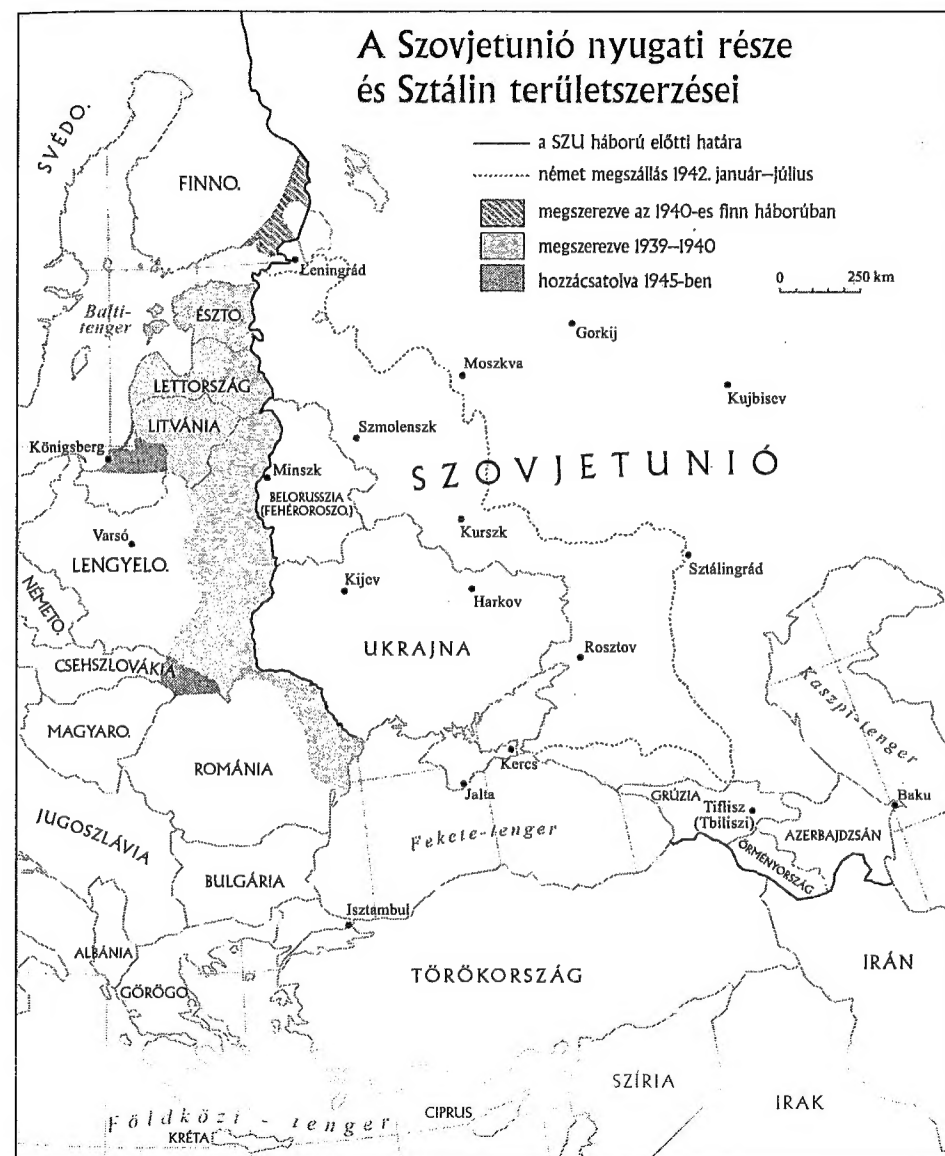 A Szovjetunió nyugati része
és Sztálin területszerzései
a SZU háború előtti határa
német megszállás 1942. január–július
megszerezve az 1940-es finn háborúban
megszerezve 1939–1940
hozzácsatolva 1945-ben
0 250 km
SVÉDO.
FINNO.
Leningrád
Balti-
tenger
ÉSZTO.
Gorkij
Moszkva
LETTORSZÁG
Kujbisev
LITVÁNIA
Szmolenszk
Königsberg
SZOVJETUNIÓ
Minszk
BELORUSSZIA
(FEHÉROROSZO.)
Kurszk
Varsó
LENGYELO.
Sztálingrád
NÉMETO.
Kijev
Harkov
UKRAJNA
Rosztov
CSEHSZLOVÁKIA
Kaszpi-tenger
MAGYARO.
ROMÁNIA
Kercs
Jalta
GRÚZIA
Tiflisz
(Tbiliszi)
Baku
JUGOSZLÁVIA
Fekete-tenger
AZERBAJDZSÁN
ÖRMÉNYORSZÁG
BULGÁRIA
Isztambul
ALBÁNIA
TÖRÖKORSZÁG
IRÁN
GÖRÖGO.
SZÍRIA
IRAK
Földközi-tenger
CIPRUS
KRÉTA